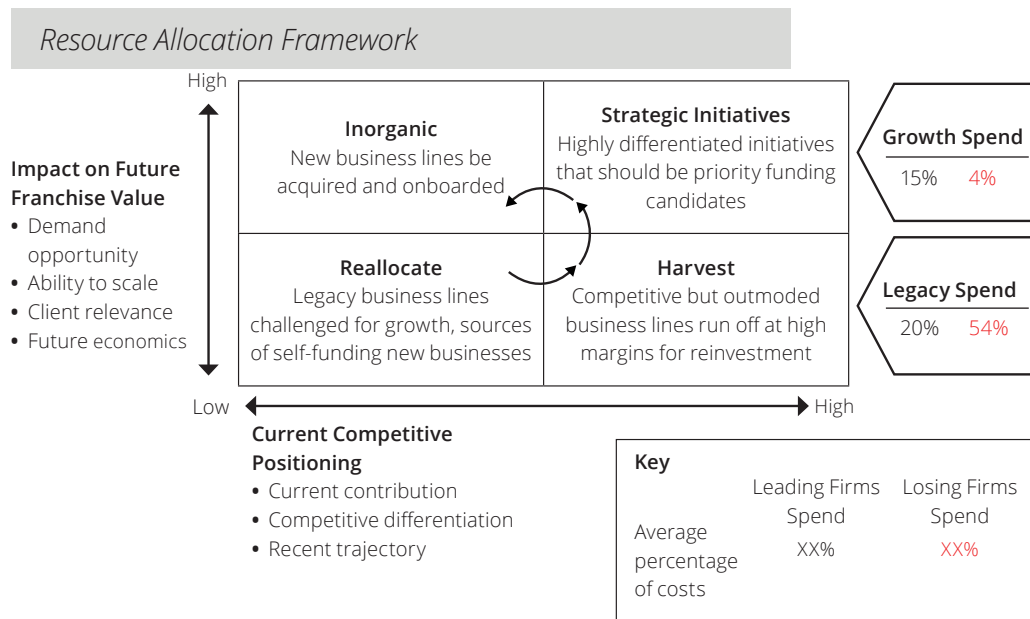 Resource Allocation Framework
High
Inorganic
New business lines be
acquired and onboarded
Strategic Initiatives
Highly differentiated initiatives
that should be priority funding
candidates
Growth Spend
15% 4%
Impact on Future
Franchise Value
• Demand
opportunity
• Ability to scale
• Client relevance
• Future economics
Reallocate
Legacy business lines
challenged for growth, sources
of self-funding new businesses
Harvest
Competitive but outmoded
business lines run off at high
margins for reinvestment
Legacy Spend
20% 54%
Low
High
Current Competitive
Positioning
• Current contribution
• Competitive differentiation
• Recent trajectory
Key
Leading Firms
Spend
Losing Firms
Spend
Average
percentage
of costs
XX%
XX%